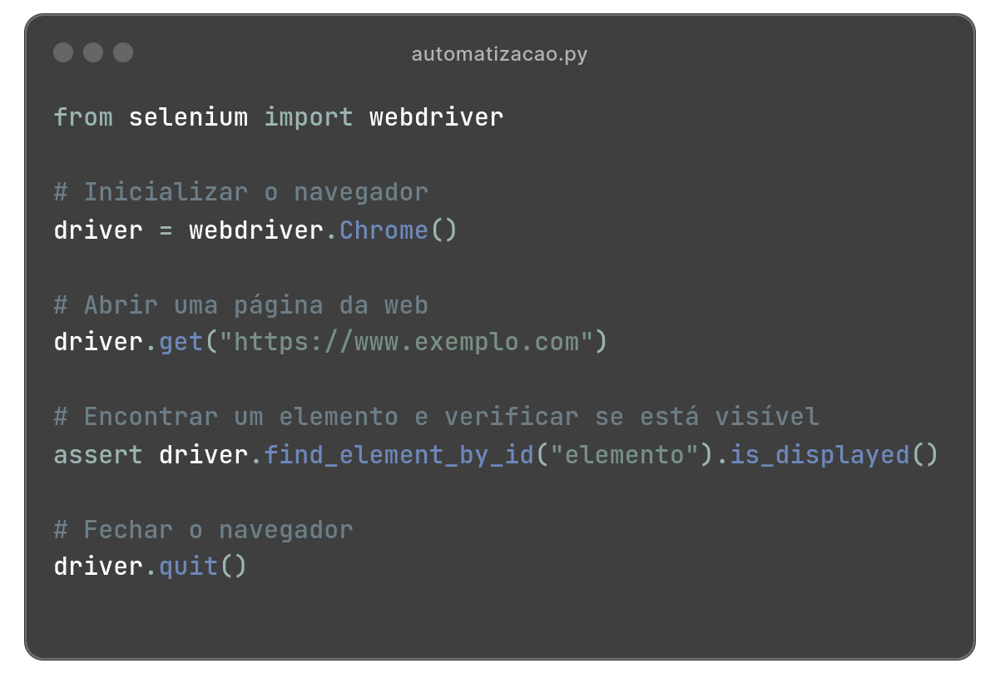 automatizacao.py
from selenium import webdriver
# Inicializar o navegador
driver = webdriver.Chrome()
# Abrir uma página da web
driver.get("https://www.exemplo.com")
# Encontrar um elemento e verificar se está visível
assert driver.find_element_by_id("elemento").is_displayed()
# Fechar o navegador
driver.quit()